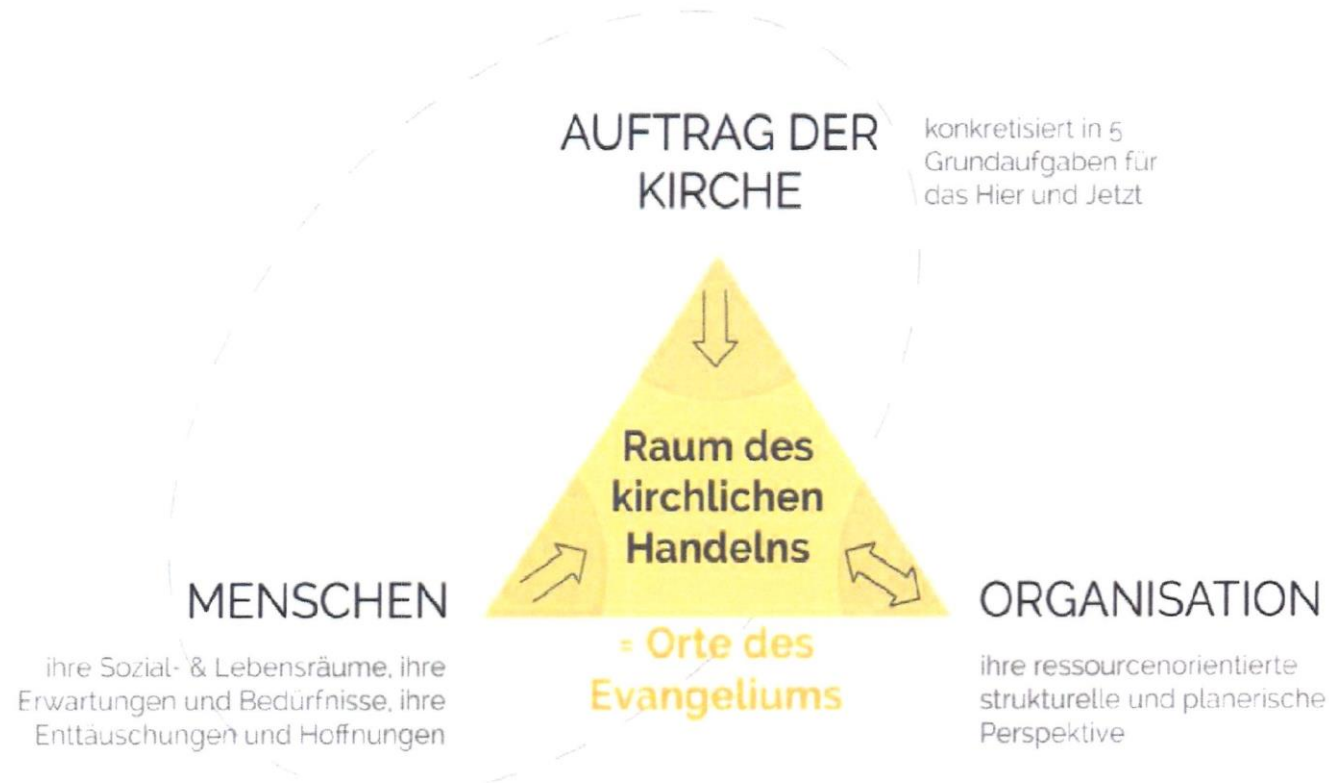 AUFTRAG DER
KIRCHE
konkretisiert in 5
Grundaufgaben für
das Hier und Jetzt
Raum des
kirchlichen
Handelns
MENSCHEN
ihre Sozial- & Lebensräume, ihre
Erwartungen und Bedürfnisse, ihre
Enttäuschungen und Hoffnungen
= Orte des
Evangeliums
ORGANISATION
ihre ressourcenorientierte
strukturelle und planerische
Perspektive